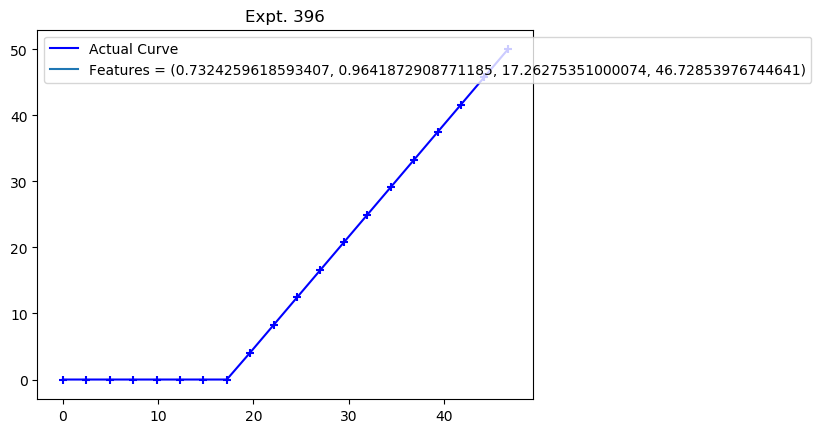 Expt. 396
50
40
30
20
10
0
Actual Curve
Features = (0.7324259618593407, 0.9641872908771185, 17.26275351000074, 46.72853976744641)
0 10 20 30 40